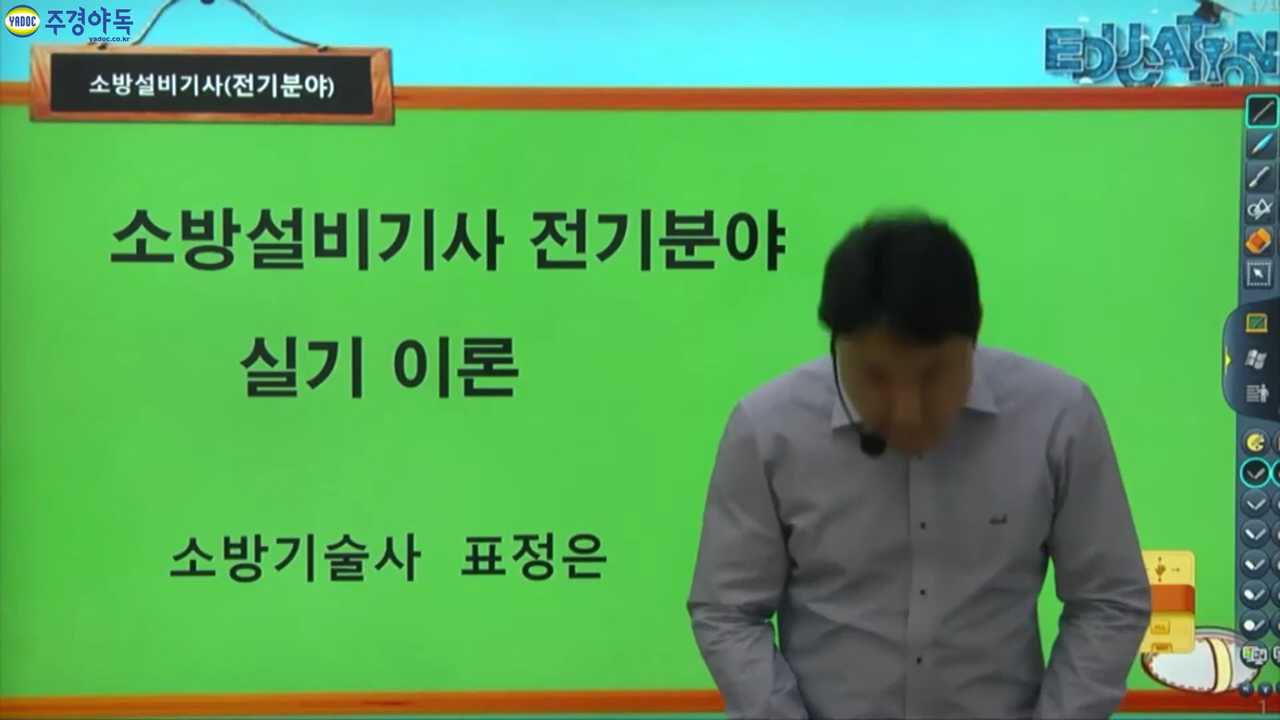 YADOC 주경야독
yadoc.co.kr
EDUCATION
소방설비기사(전기분야)
소방설비기사 전기분야
실기 이론
소방기술사 표정은